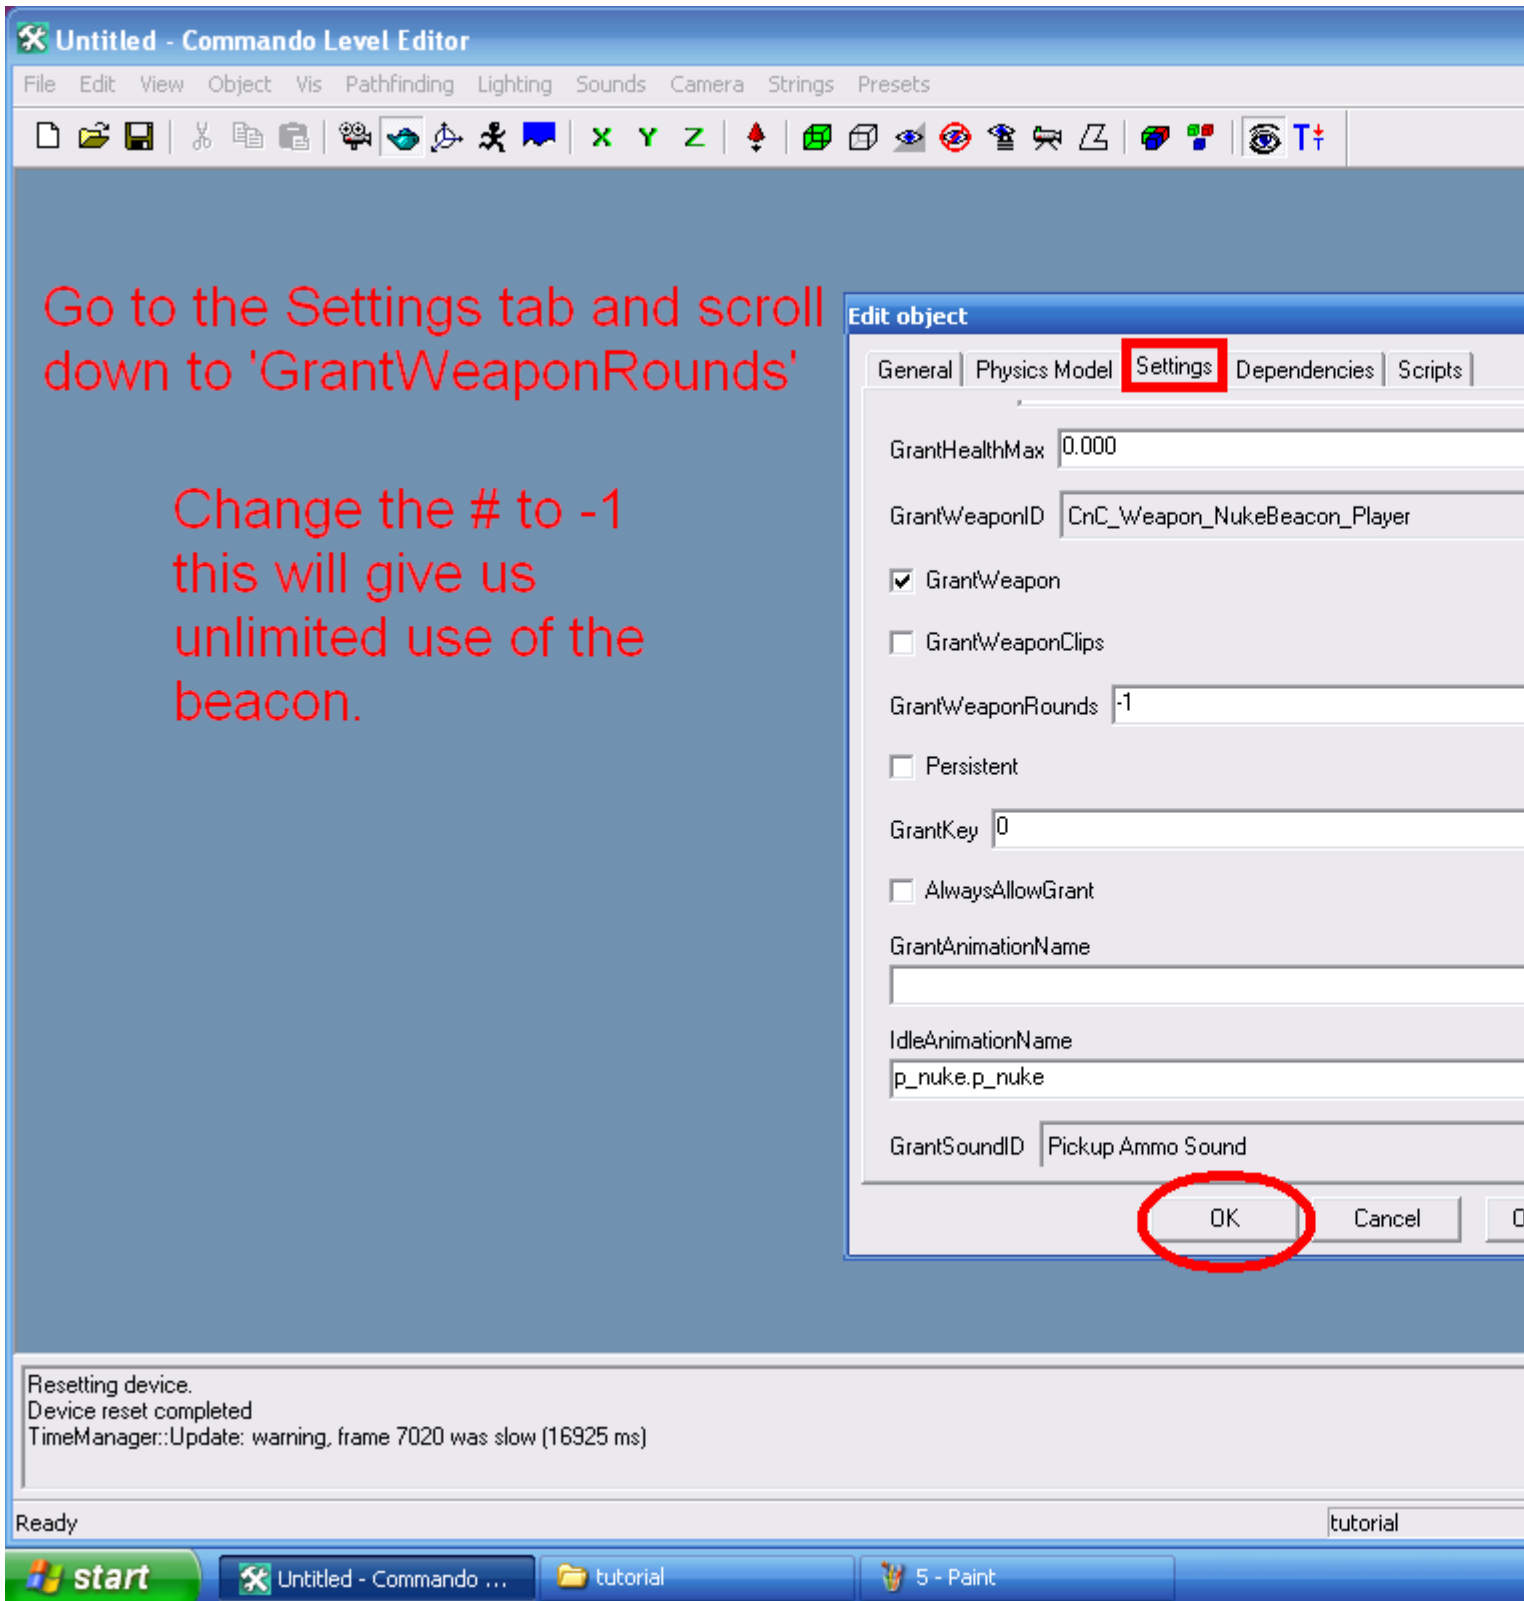 Untitled - Commando Level Editor
File Edit View Object Vis Pathfinding Lighting Sounds Camera Strings Presets
X Y Z T
Go to the Settings tab and scroll
down to 'GrantWeaponRounds'
Change the # to -1
this will give us
unlimited use of the
beacon.
Edit object
General Physics Model Settings Dependencies Scripts
GrantHealthMax 0.000
GrantWeaponID CnC_Weapon_NukeBeacon_Player
GrantWeapon
GrantWeaponClips
GrantWeaponRounds -1
Persistent
GrantKey 0
AlwaysAllowGrant
GrantAnimationName
IdleAnimationName
p_nuke.p_nuke
GrantSoundID Pickup Ammo Sound
OK Cancel
Resetting device.
Device reset completed
TimeManager::Update: warning, frame 7020 was slow (16925 ms)
Ready tutorial
start Untitled - Commando ... tutorial 5 - Paint